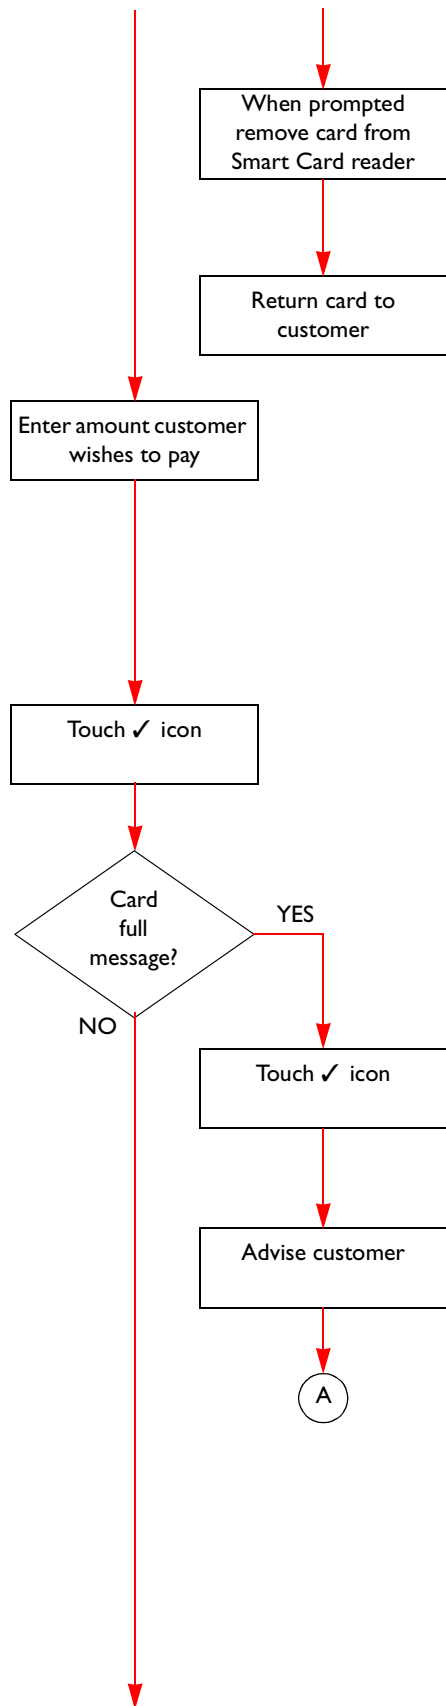 When prompted
remove card from
Smart Card reader
Return card to
customer
Enter amount customer
wishes to pay
Touch ✓ icon
Card
full
message?
YES
NO
Touch ✓ icon
Advise customer
A